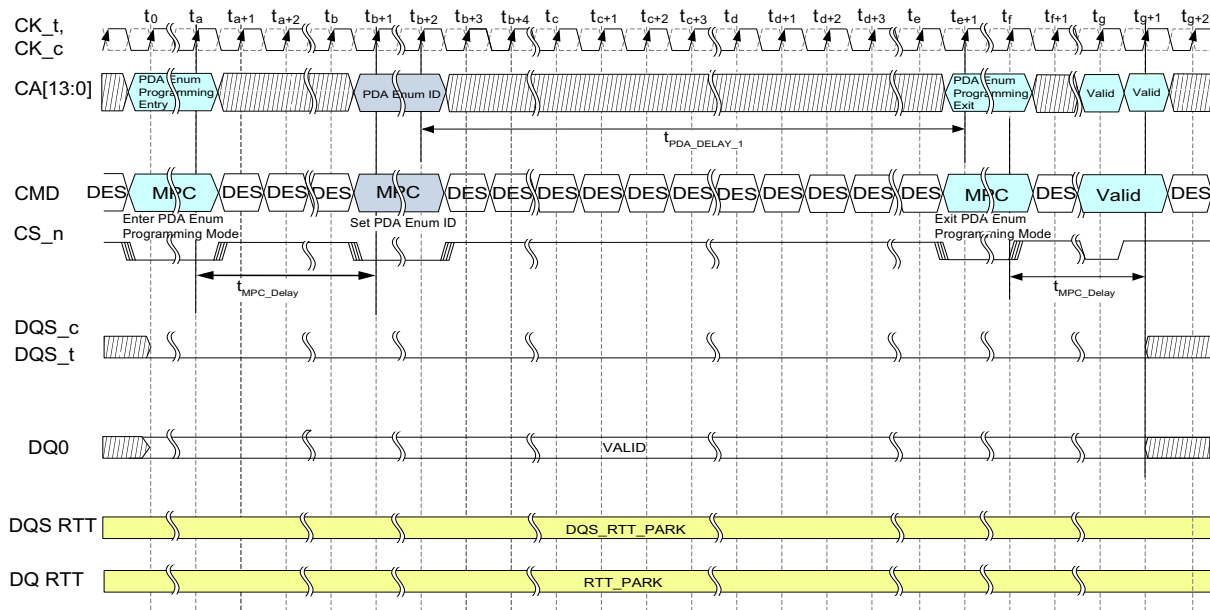 t0 ta ta+1 ta+2 tb tb+1 tb+2 tb+3 tb+4 tc tc+1 tc+2 tc+3 td td+1 td+2 td+3 te te+1 tf tf+1 tg tg+1 tg+2
CK_t,
CK_c
CA[13:0]
PDA Enum
Programming
Entry
PDA Enum ID
PDA Enum
Programming
Exit
Valid Valid
tPDA_DELAY_1
CMD
DES MPC DES DES DES MPC DES DES DES DES DES DES DES DES DES DES DES MPC DES Valid DES
Enter PDA Enum
Programming Mode
Set PDA Enum ID
Exit PDA Enum
Programming Mode
CS_n
tMPC_Delay
tMPC_Delay
DQS_c
DQS_t
DQ0
VALID
DQS RTT
DQS_RTT_PARK
DQ RTT
RTT_PARK